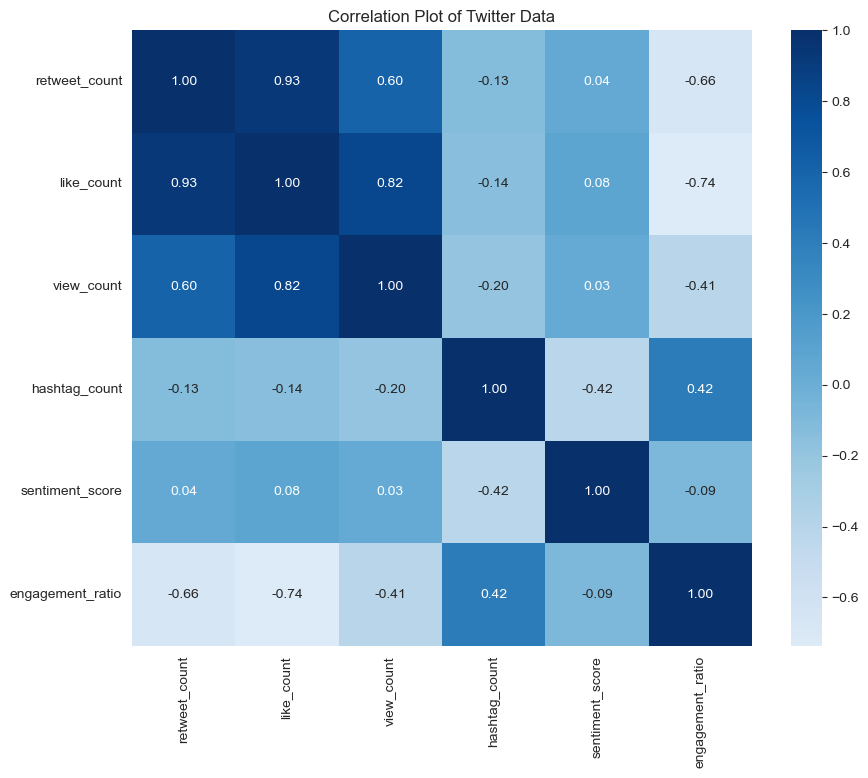 Correlation Plot of Twitter Data
retweet_count 1.00 0.93 0.60 -0.13 0.04 -0.66
like_count 0.93 1.00 0.82 -0.14 0.08 -0.74
view_count 0.60 0.82 1.00 -0.20 0.03 -0.41
hashtag_count -0.13 -0.14 -0.20 1.00 -0.42 0.42
sentiment_score 0.04 0.08 0.03 -0.42 1.00 -0.09
engagement_ratio -0.66 -0.74 -0.41 0.42 -0.09 1.00
retweet_count
like_count
view_count
hashtag_count
sentiment_score
engagement_ratio
1.0
0.8
0.6
0.4
0.2
0.0
−0.2
−0.4
−0.6